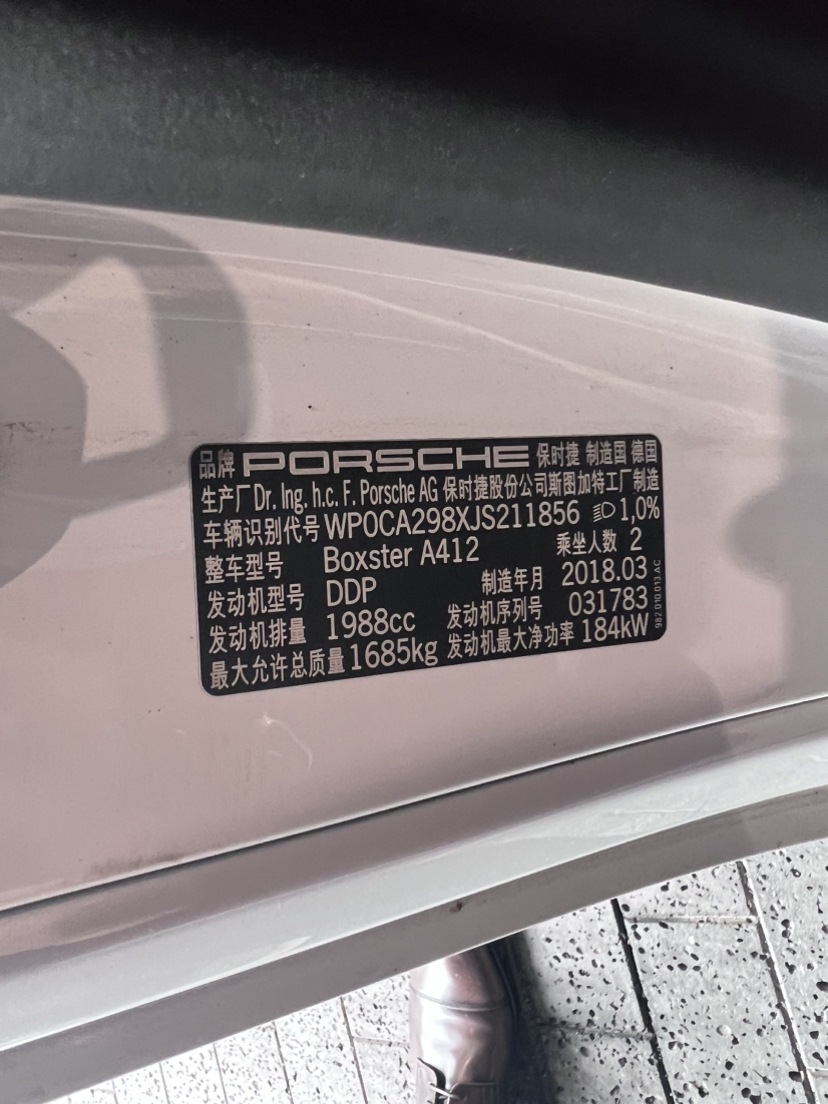 品牌 PORSCHE 保时捷 制造国 德国
生产厂 Dr. Ing. h.c. F. Porsche AG 保时捷股份公司斯图加特工厂制造
车辆识别代号 WP0CA298XJS211856 1,0%
整车型号 Boxster A412 乘坐人数 2
发动机型号 DDP 制造年月 2018.03
发动机排量 1988cc 发动机序列号 031783
最大允许总质量 1685kg 发动机最大净功率 184kW
982.010.013.AC